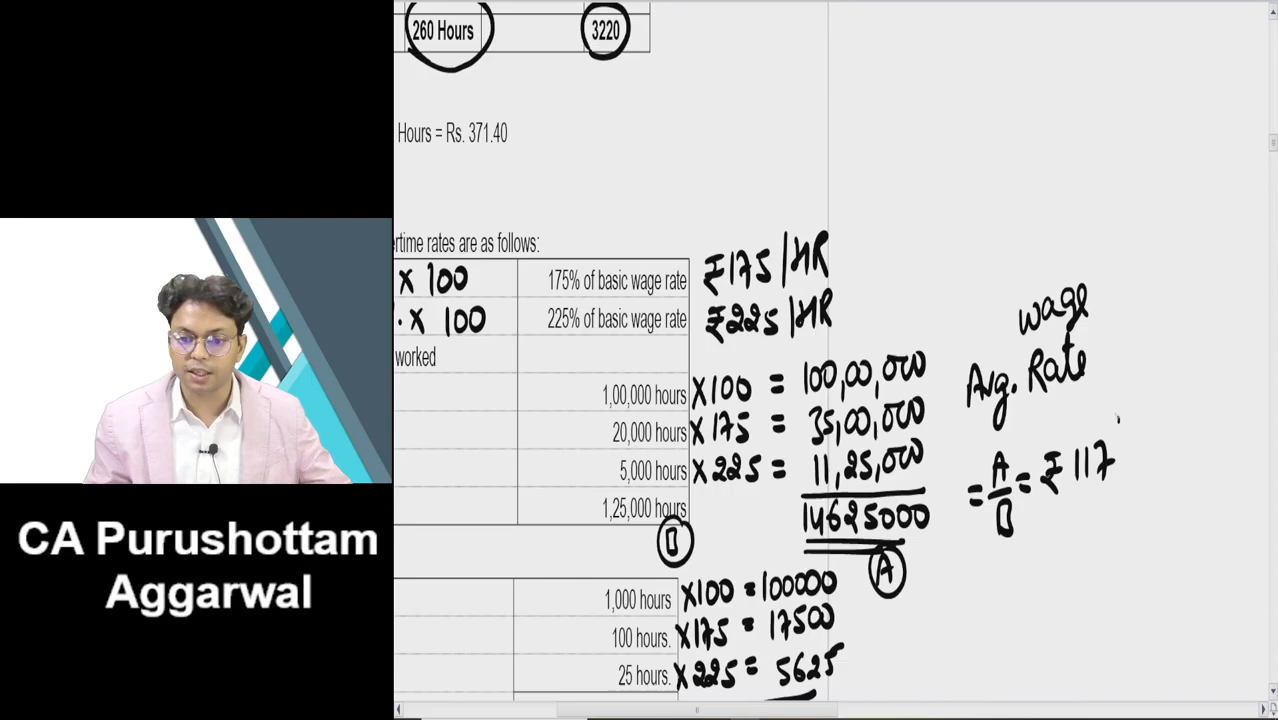 260 Hours 3220
Hours = Rs. 371.40
ertime rates are as follows:
x 100 175% of basic wage rate ₹175/HR
. x 100 225% of basic wage rate ₹225/HR
worked
1,00,000 hours x100 = 100,00,000
20,000 hours x175 = 35,00,000
5,000 hours x225 = 11,25,000
1,25,000 hours 14625000
B A
wage
Avg. Rate
= A/B = ₹117
1,000 hours x100 = 100000
100 hours. x175 = 17500
25 hours. x225 = 5625
CA Purushottam
Aggarwal